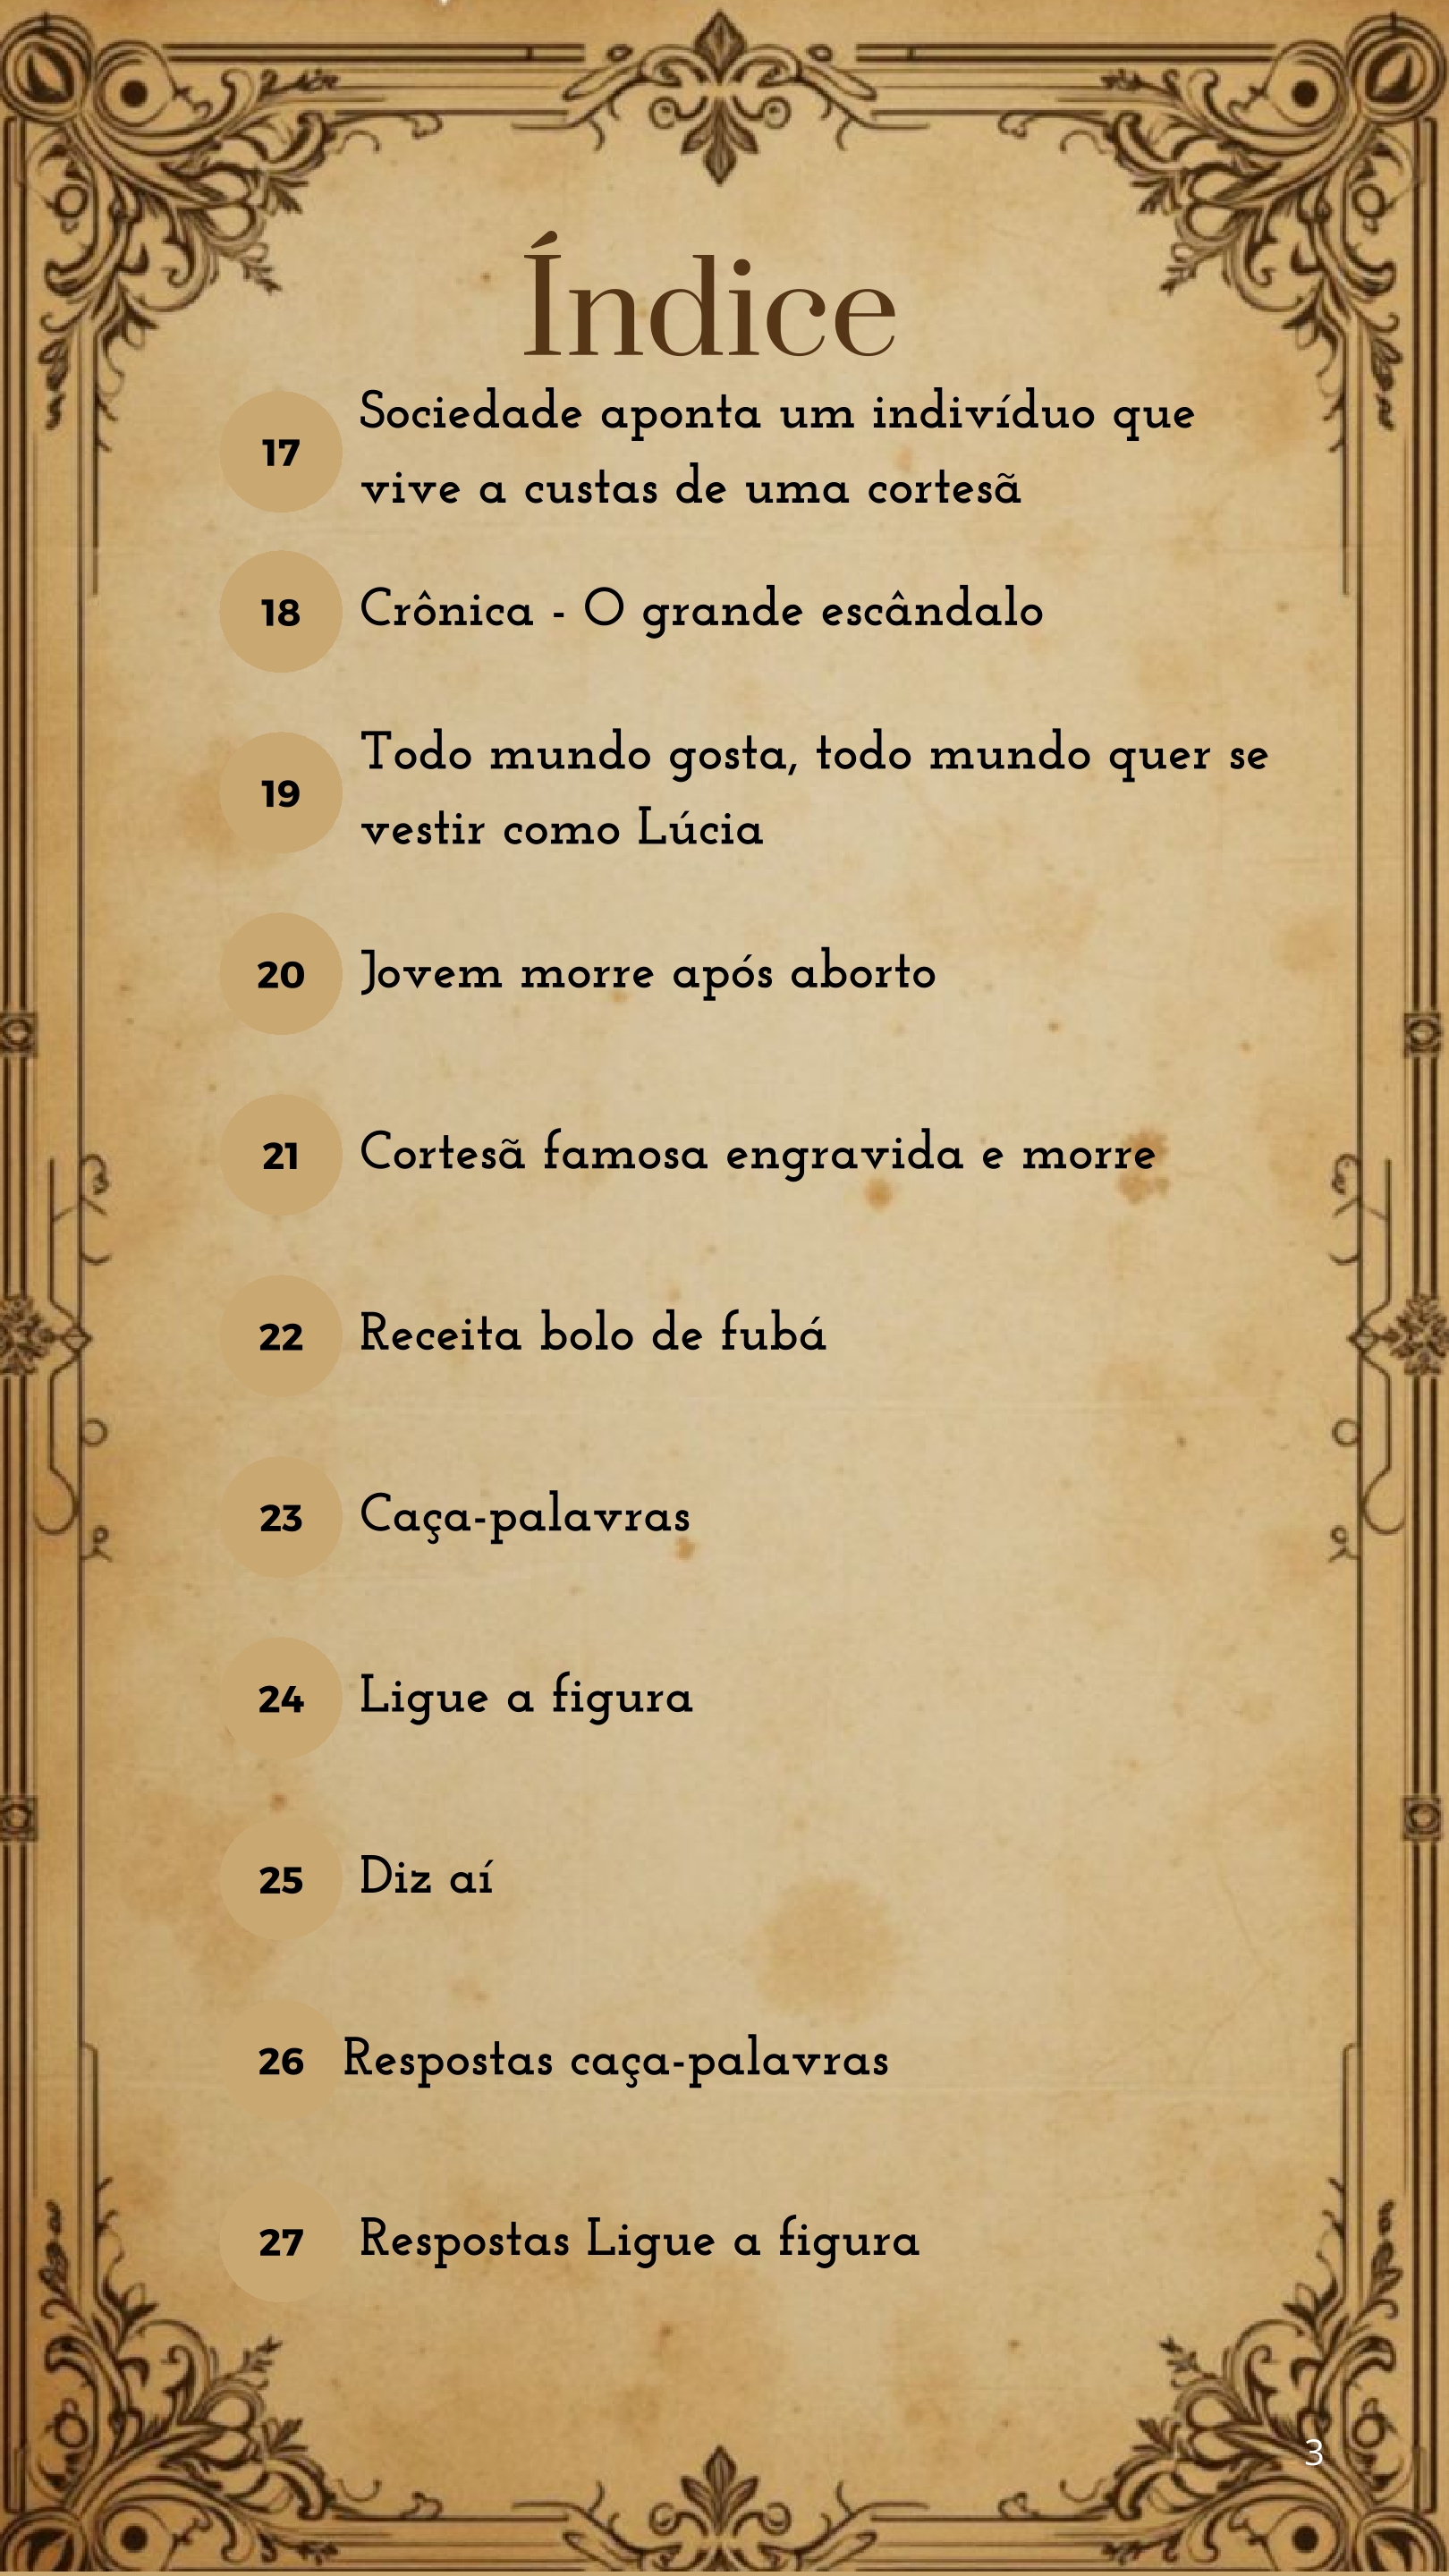 Índice
17
Sociedade aponta um indivíduo que
vive a custas de uma cortesã
18
Crônica - O grande escândalo
19
Todo mundo gosta, todo mundo quer se
vestir como Lúcia
20
Jovem morre após aborto
21
Cortesã famosa engravida e morre
22
Receita bolo de fubá
23
Caça-palavras
24
Ligue a figura
25
Diz aí
26
Respostas caça-palavras
27
Respostas Ligue a figura
3